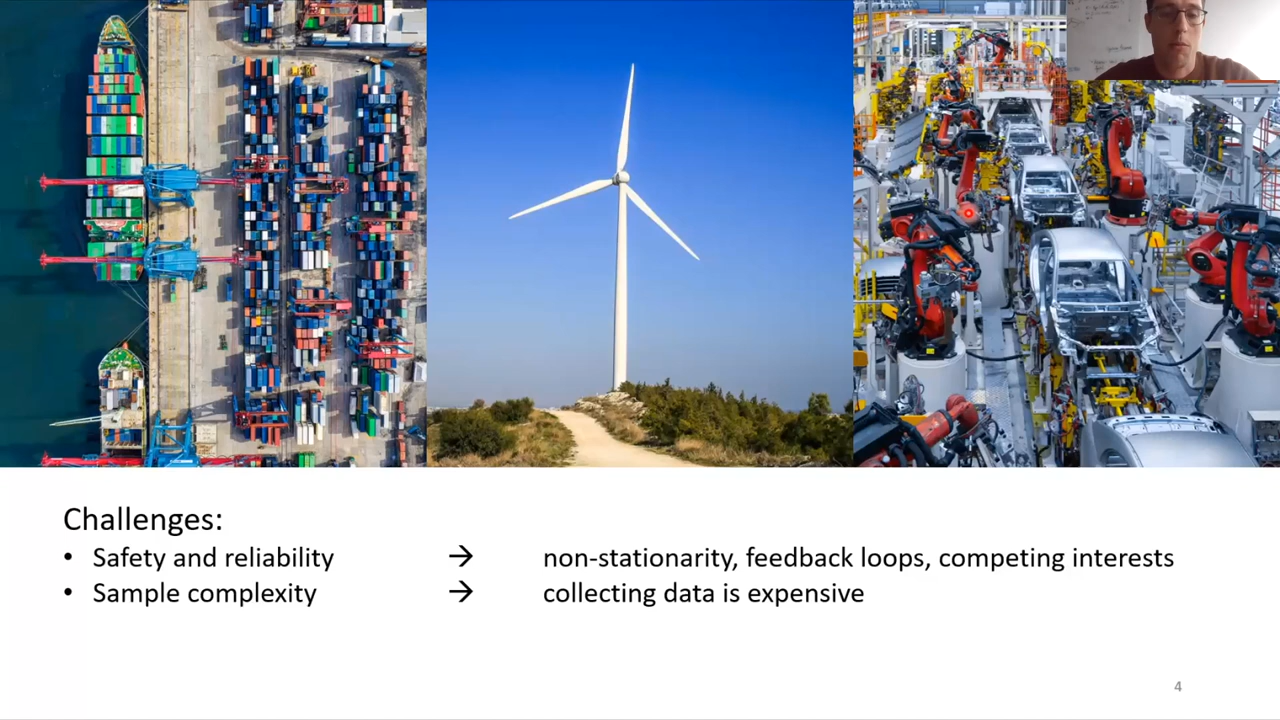 Challenges:
• Safety and reliability → non-stationarity, feedback loops, competing interests
• Sample complexity → collecting data is expensive
4